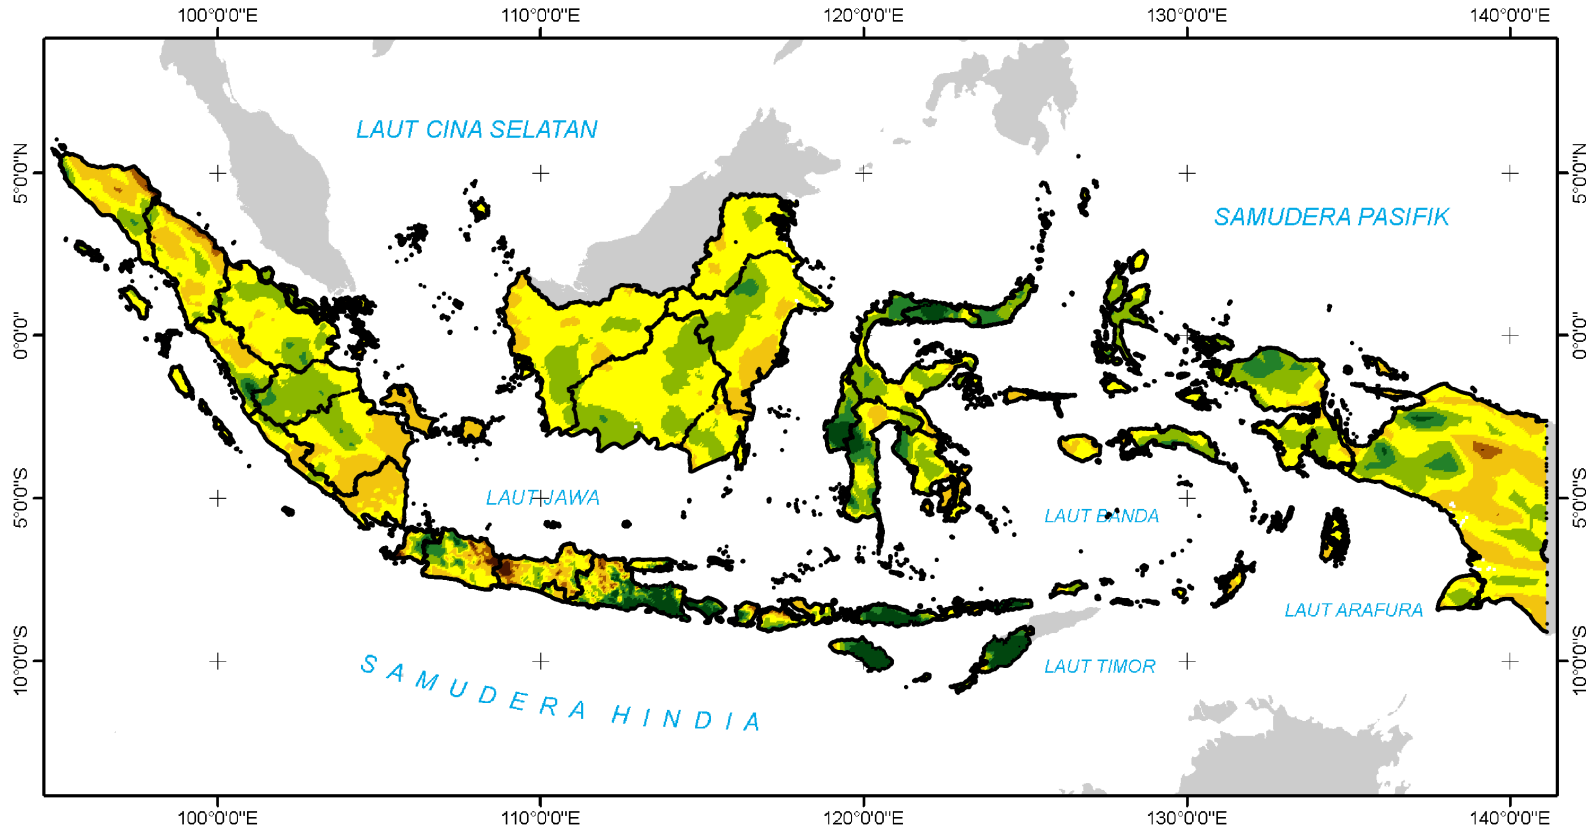 100°0'0"E 110°0'0"E 120°0'0"E 130°0'0"E 140°0'0"E
LAUT CINA SELATAN
5°0'0"N 5°0'0"N
SAMUDERA PASIFIK
0°0'0" 0°0'0"
5°0'0"S 5°0'0"S
LAUT JAWA
LAUT BANDA
LAUT ARAFURA
10°0'0"S 10°0'0"S
LAUT TIMOR
SAMUDERA HINDIA
100°0'0"E 110°0'0"E 120°0'0"E 130°0'0"E 140°0'0"E